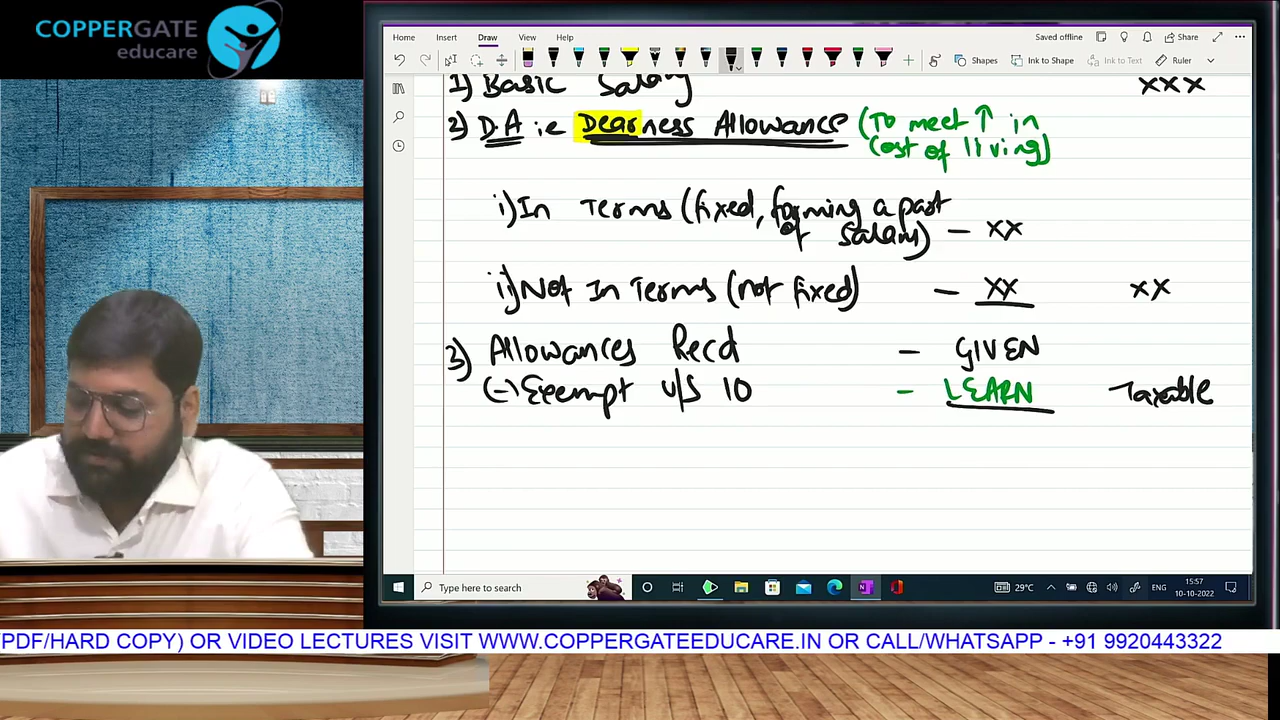 COPPERGATE
educare
Home Insert Draw View Help
Saved offline
Share
Shapes
Ink to Shape
Ink to Text
Ink to Math
Ruler
1) Basic Salary XXX
2) D.A ie Dearness Allowance (To meet ↑ in
Cost of living)
i) In Terms (fixed, forming a part
of Salary) - XX
ii) Not In Terms (not fixed) - XX XX
3) Allowances Recd - GIVEN
(-) Exempt u/s 10 - LEARN Taxable
Type here to search
29°C
ENG
15:57
10-10-2022
/PDF/HARD COPY) OR VIDEO LECTURES VISIT WWW.COPPERGATEEDUCARE.IN OR CALL/WHATSAPP - +91 9920443322